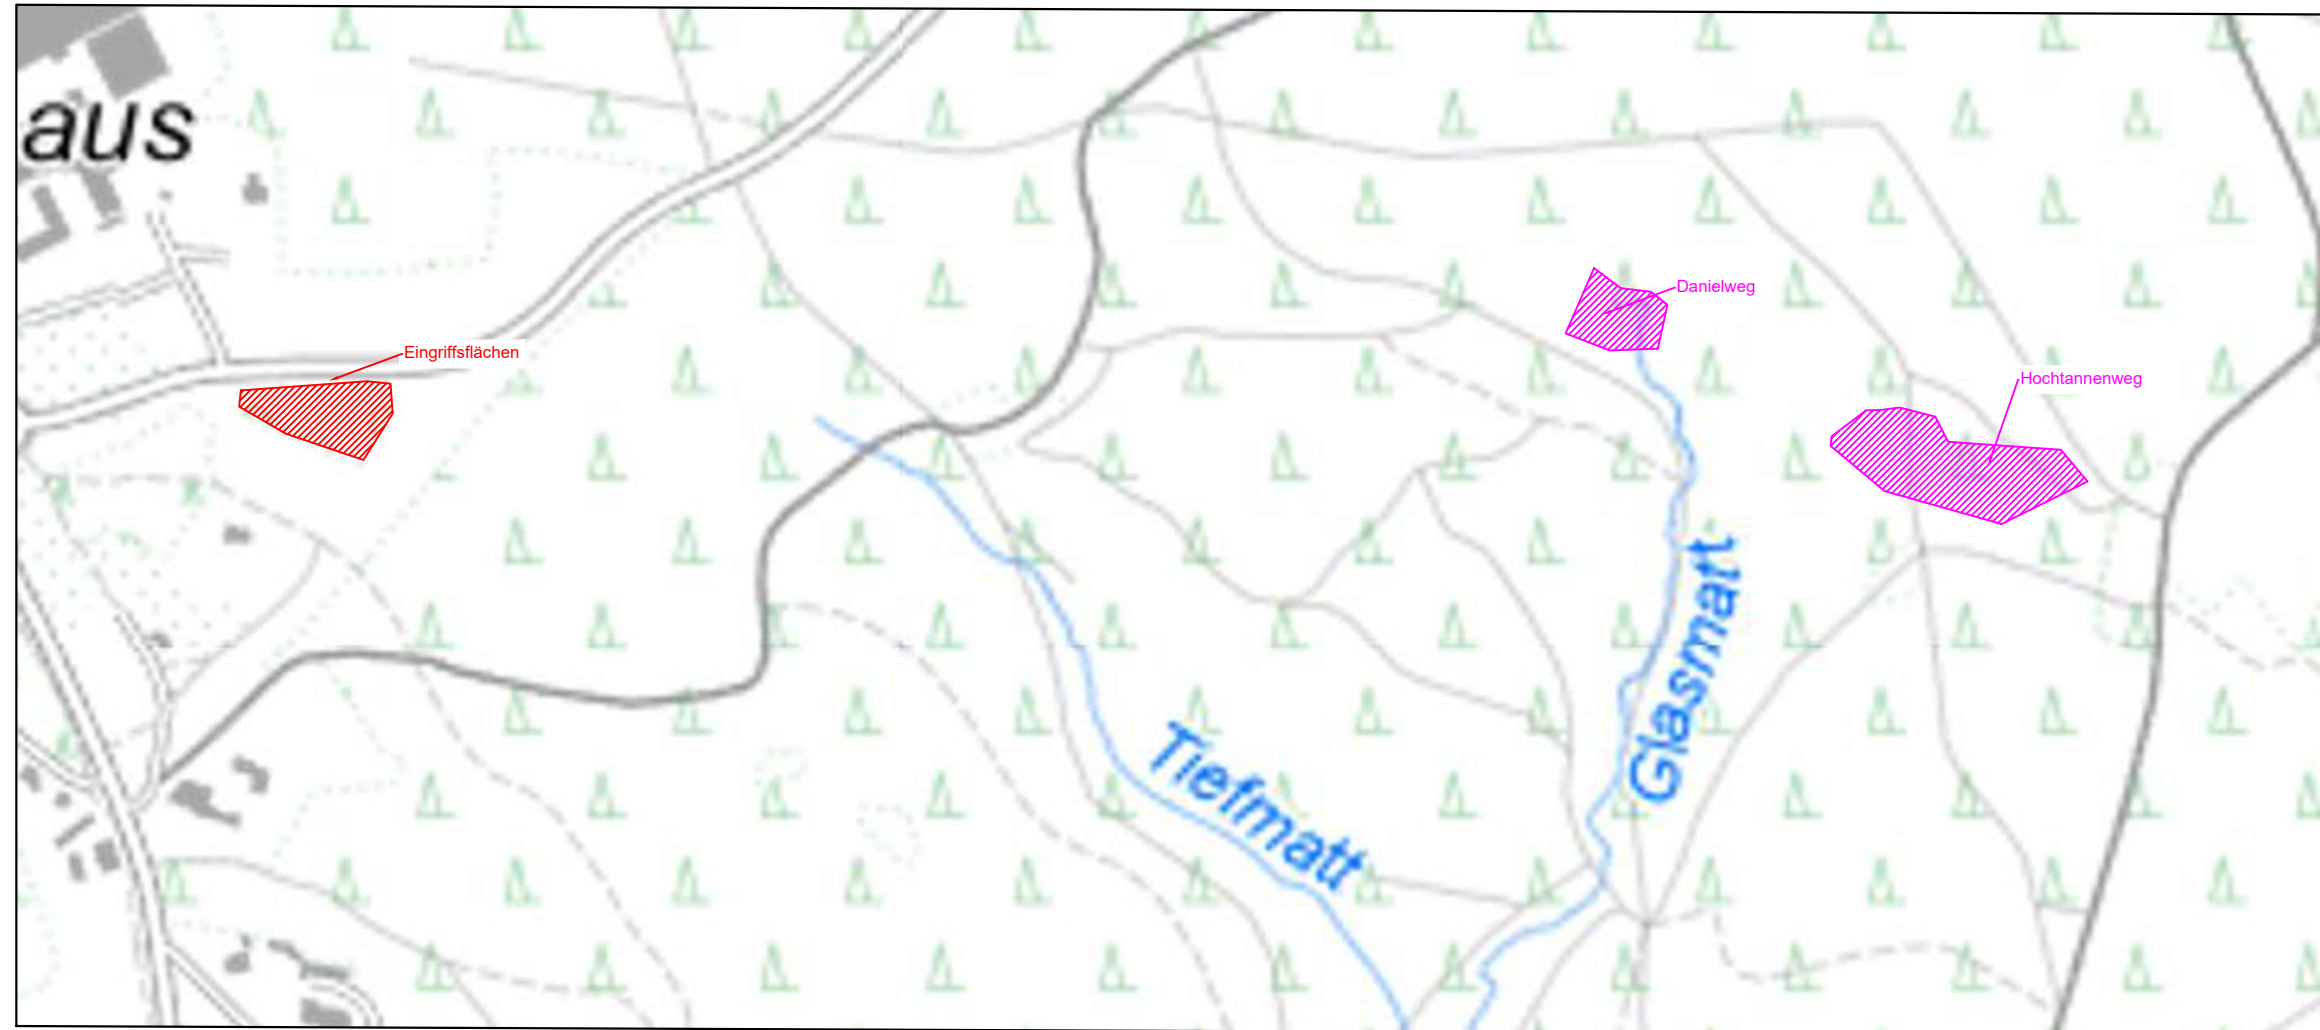 aus
Danielweg
Eingriffsflächen
Hochtannenweg
Glasmatt
Tiefmatt